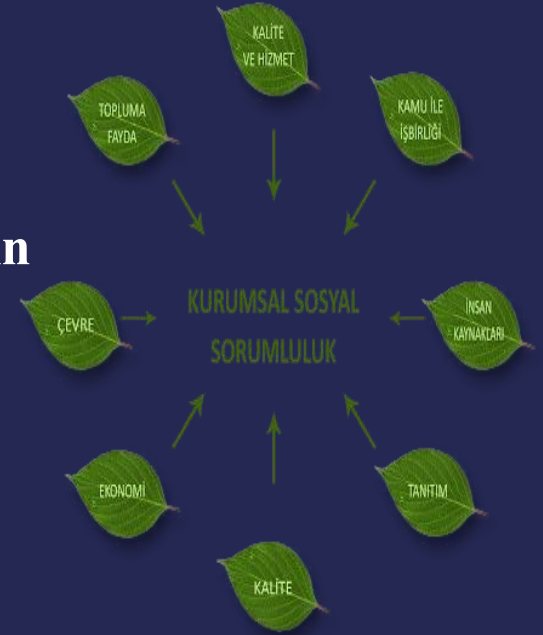 KALİTE
VE HİZMET
TOPLUMA
FAYDA
KAMU İLE
İŞBİRLİĞİ
ın
KURUMSAL SOSYAL
SORUMLULUK
ÇEVRE
İNSAN
KAYNAKLARI
EKONOMİ
TANITIM
KALİTE